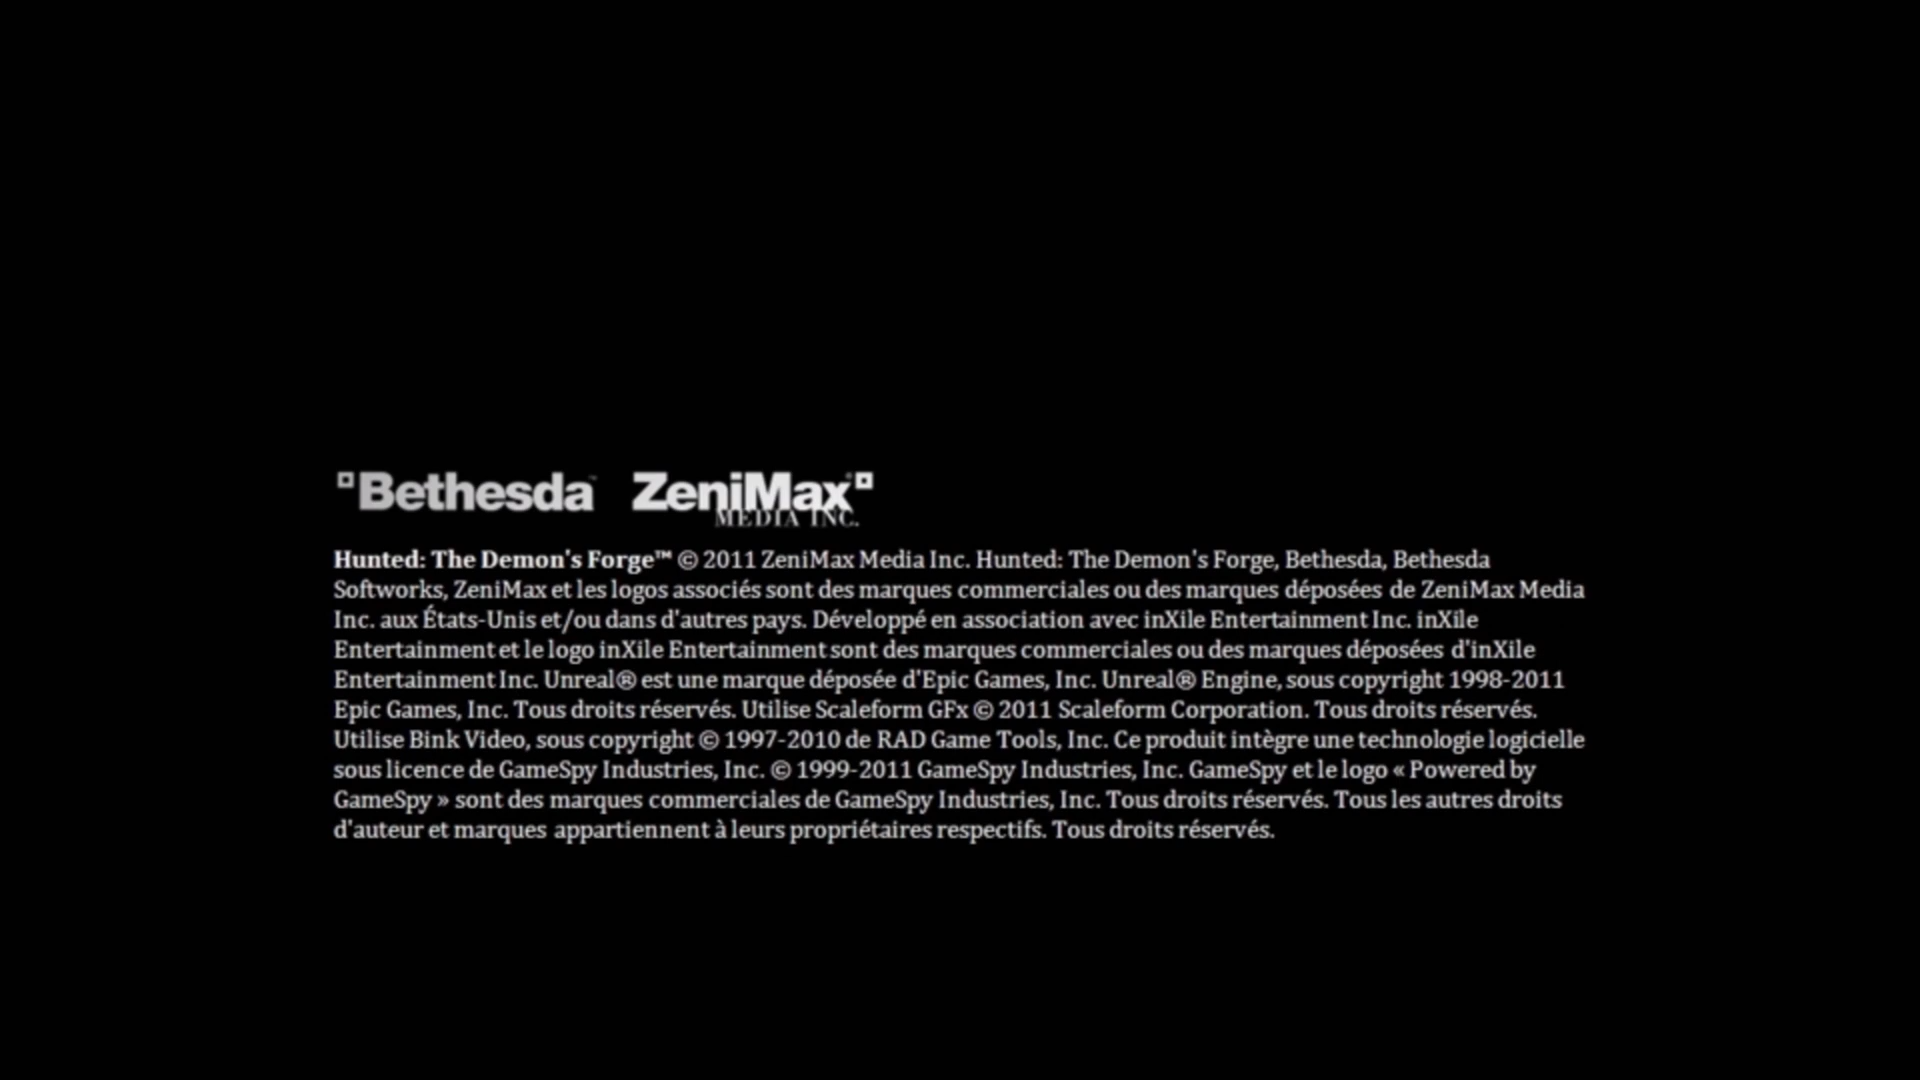 Bethesda ZeniMax
MEDIA INC.
Hunted: The Demon's Forge™ © 2011 ZeniMax Media Inc. Hunted: The Demon's Forge, Bethesda, Bethesda
Softworks, ZeniMax et les logos associés sont des marques commerciales ou des marques déposées de ZeniMax Media
Inc. aux États-Unis et/ou dans d'autres pays. Développé en association avec inXile Entertainment Inc. inXile
Entertainment et le logo inXile Entertainment sont des marques commerciales ou des marques déposées d'inXile
Entertainment Inc. Unreal® est une marque déposée d'Epic Games, Inc. Unreal® Engine, sous copyright 1998-2011
Epic Games, Inc. Tous droits réservés. Utilise Scaleform GFx © 2011 Scaleform Corporation. Tous droits réservés.
Utilise Bink Video, sous copyright © 1997-2010 de RAD Game Tools, Inc. Ce produit intègre une technologie logicielle
sous licence de GameSpy Industries, Inc. © 1999-2011 GameSpy Industries, Inc. GameSpy et le logo « Powered by
GameSpy » sont des marques commerciales de GameSpy Industries, Inc. Tous droits réservés. Tous les autres droits
d'auteur et marques appartiennent à leurs propriétaires respectifs. Tous droits réservés.